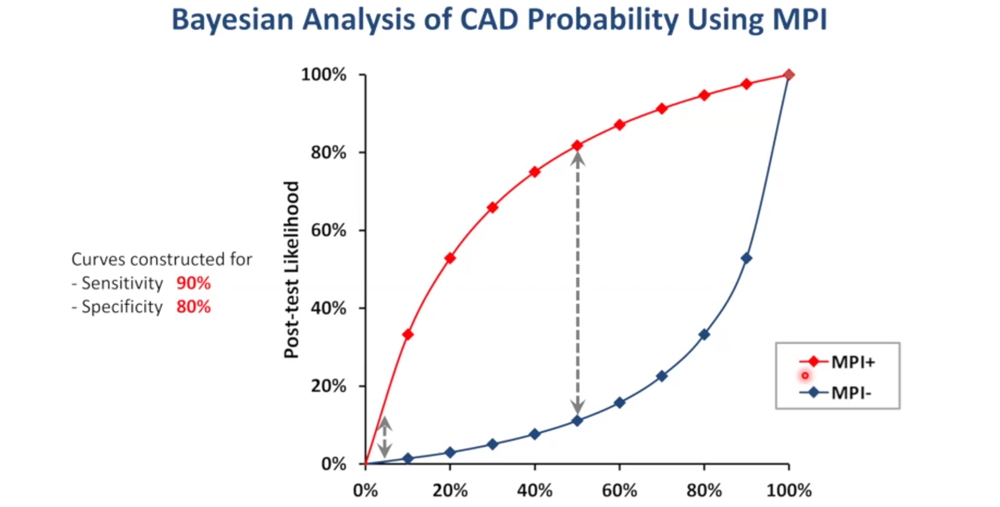 Bayesian Analysis of CAD Probability Using MPI
100%
80%
60%
40%
20%
0%
Post-test Likelihood
Curves constructed for
- Sensitivity 90%
- Specificity 80%
MPI+
MPI-
0% 20% 40% 60% 80% 100%